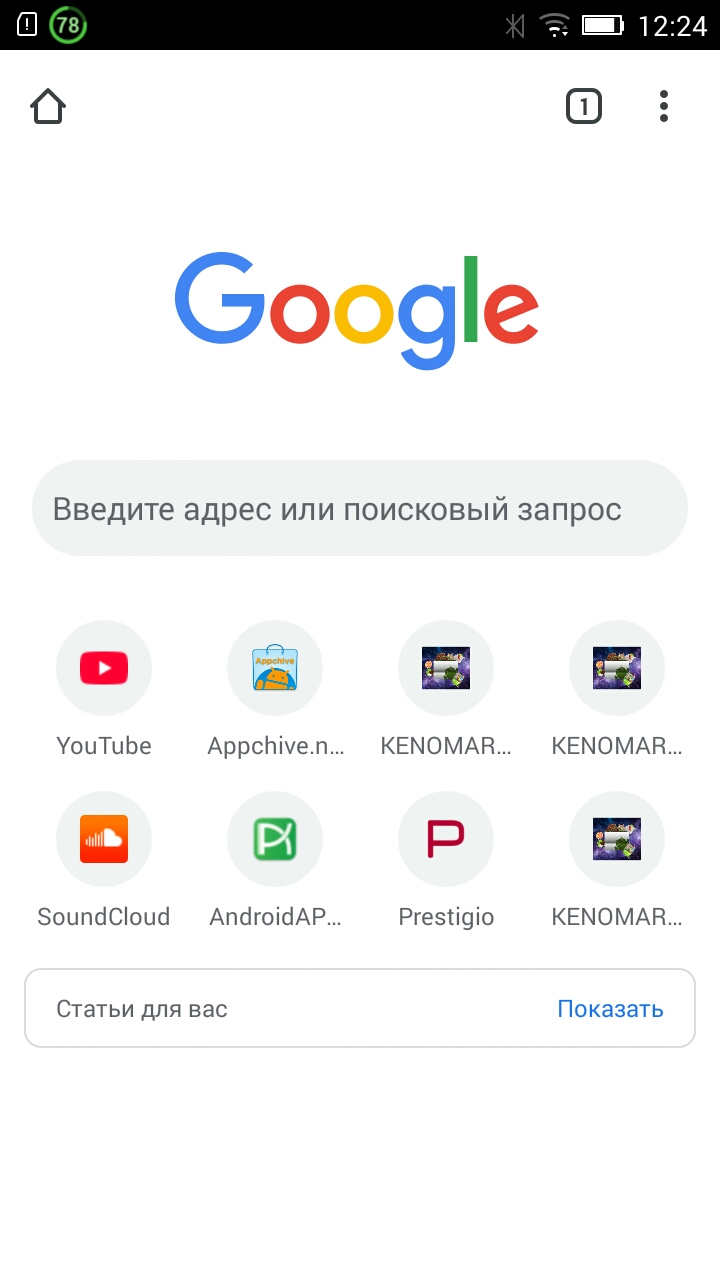 78 12:24
1
Google
Введите адрес или поисковый запрос
Appchive
YouTube Appchive.n... KENOMAR... KENOMAR...
SoundCloud AndroidAP... Prestigio KENOMAR...
Статьи для вас Показать